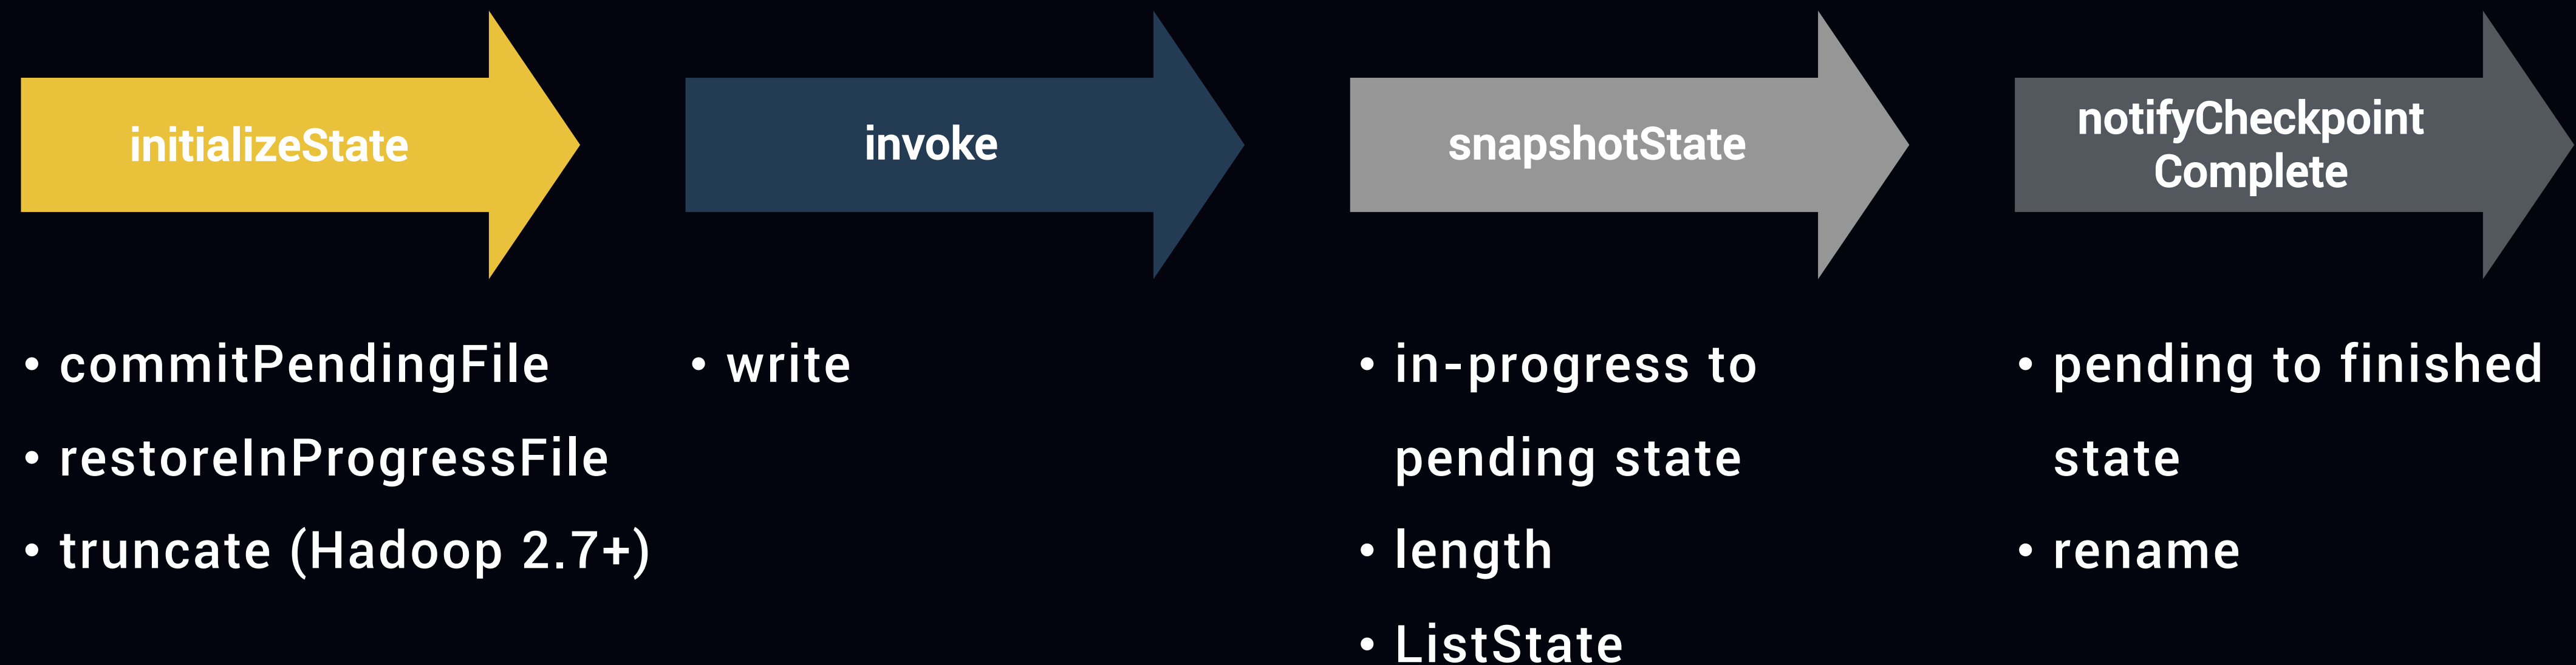 initializeState
invoke
snapshotState
notifyCheckpoint
Complete
• commitPendingFile
• restoreInProgressFile
• truncate (Hadoop 2.7+)
• write
• in-progress to
pending state
• length
• ListState
• pending to finished
state
• rename